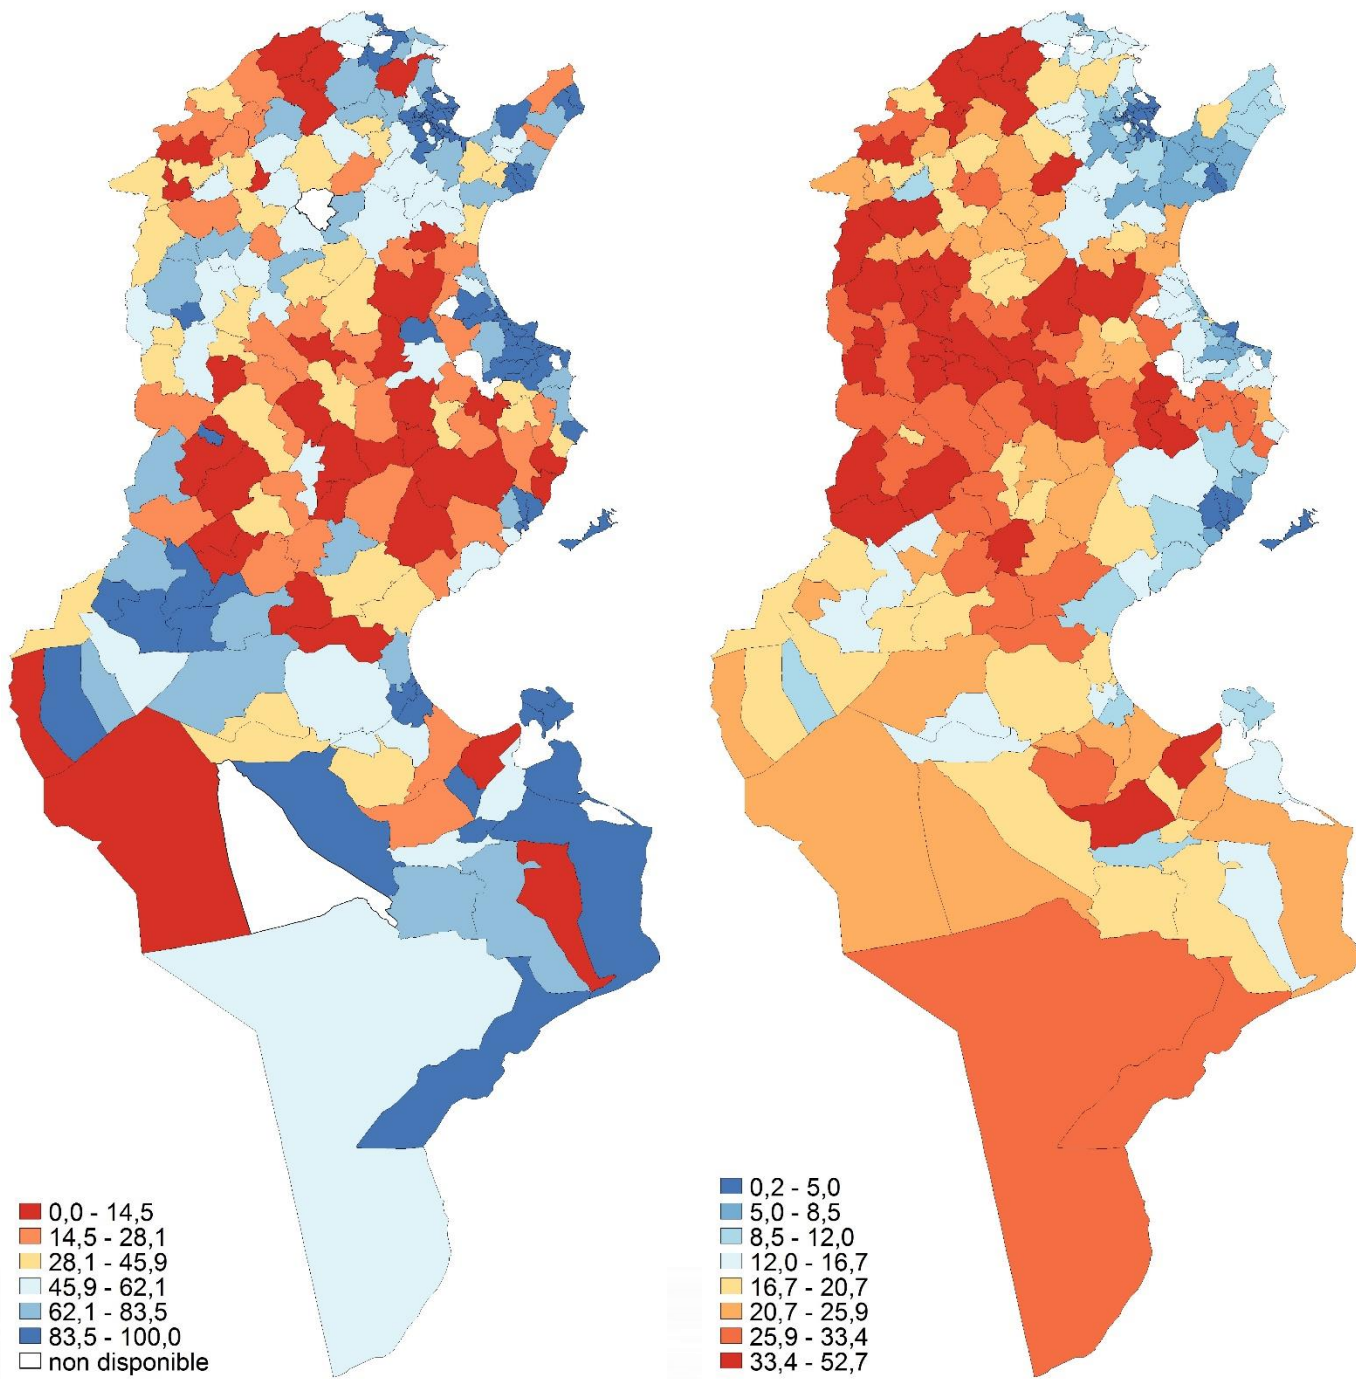 0,0 - 14,5
14,5 - 28,1
28,1 - 45,9
45,9 - 62,1
62,1 - 83,5
83,5 - 100,0
non disponible
0,2 - 5,0
5,0 - 8,5
8,5 - 12,0
12,0 - 16,7
16,7 - 20,7
20,7 - 25,9
25,9 - 33,4
33,4 - 52,7